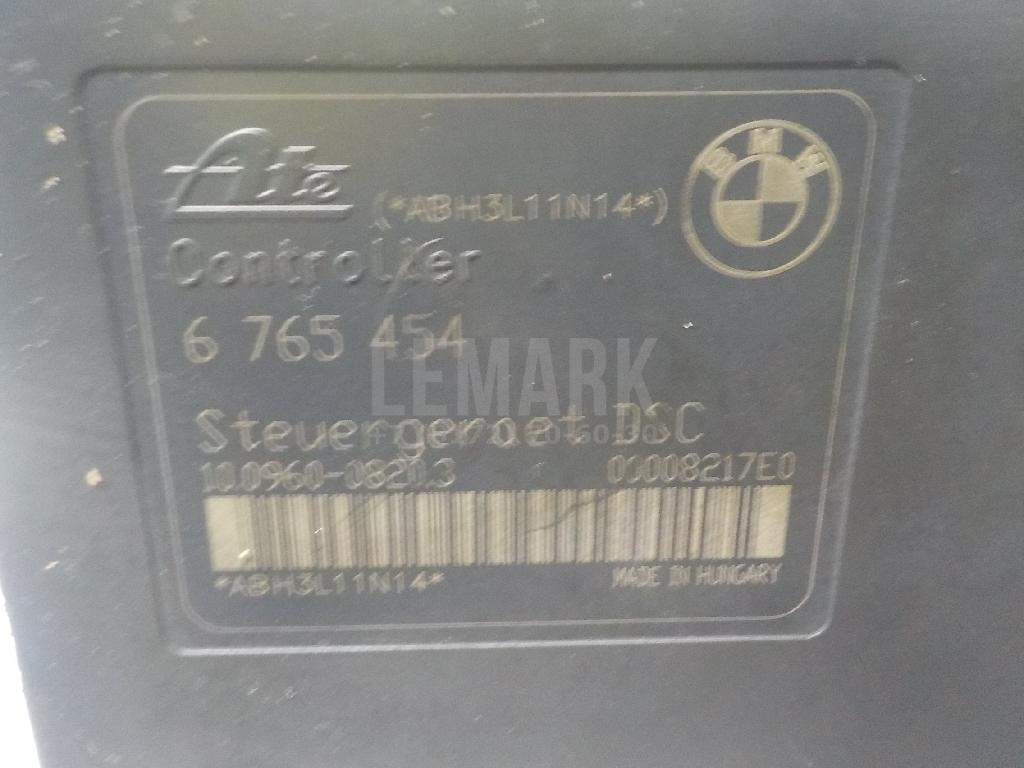 Ate
(*ABH3L11N14*)
BMW
Controller
6 765 454
LEMARK
Steuergeraet DSC
10.0960-0820.3
00008217E0
*ABH3L11N14*
MADE IN HUNGARY